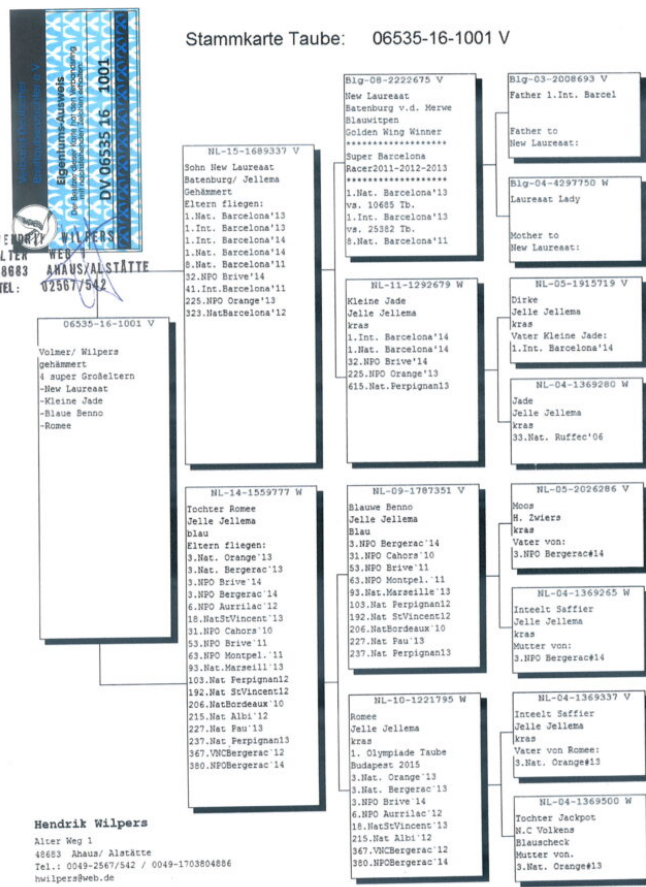 Stammkarte Taube: 06535-16-1001 V
Eigentums-Ausweis
DV 06535 16 1001
HENDRIK WILPERS
ALTER WEG 1
48683 AHAUS/ALSTÄTTE
TEL: 02567/542
06535-16-1001 V
Volmer/ Wilpers
gehämmert
4 super Großeltern
-New Laureaat
-Kleine Jade
-Blaue Benno
-Romee
NL-15-1689337 V
Sohn New Laureaat
Batenburg/ Jellema
Gehämmert
Eltern fliegen:
1.Nat. Barcelona'13
1.Int. Barcelona'13
1.Int. Barcelona'14
1.Nat. Barcelona'14
8.Nat. Barcelona'11
32.NPO Brive'14
41.Int.Barcelona'11
225.NPO Orange'13
323.NatBarcelona'12
NL-14-1559777 W
Tochter Romee
Jelle Jellema
blau
Eltern fliegen:
3.Nat. Orange'13
3.Nat. Bergerac'13
3.NPO Brive'14
3.NPO Bergerac'14
6.NPO Aurrilac'12
18.NatStVincent'13
31.NPO Cahors'10
53.NPO Brive'11
63.NPO Montpel.'11
93.Nat.Marseill'13
103.Nat Perpignan12
192.Nat StVincent12
206.NatBordeaux'10
215.Nat Albi'12
227.Nat Pau'13
237.Nat Perpignan13
367.VNCBergerac'12
380.NPOBergerac'14
Blg-08-2222675 V
New Laureaat
Batenburg v.d. Merwe
Blauwitpen
Golden Wing Winner
*******************
Super Barcelona
Racer2011-2012-2013
*******************
1.Nat. Barcelona'13
vs. 10685 Tb.
1.Int. Barcelona'13
vs. 25382 Tb.
8.Nat. Barcelona'11
NL-11-1292679 W
Kleine Jade
Jelle Jellema
kras
1.Int. Barcelona'14
1.Nat. Barcelona'14
32.NPO Brive'14
225.NPO Orange'13
615.Nat.Perpignan13
NL-09-1787351 V
Blauwe Benno
Jelle Jellema
Blau
3.NPO Bergerac'14
31.NPO Cahors'10
53.NPO Brive'11
63.NPO Montpel.'11
93.Nat.Marseille'13
103.Nat Perpignan12
192.Nat StVincent12
206.NatBordeaux'10
227.Nat Pau'13
237.Nat Perpignan13
NL-10-1221795 W
Romee
Jelle Jellema
kras
1. Olympiade Taube
Budapest 2015
3.Nat. Orange'13
3.Nat. Bergerac'13
3.NPO Brive'14
6.NPO Aurrilac'12
18.NatStVincent'13
215.Nat Albi'12
367.VNCBergerac'12
380.NPOBergerac'14
Blg-03-2008693 V
Father 1.Int. Barcel
Father to
New Laureaat:
Blg-04-4297750 W
Laureaat Lady
Mother to
New Laureaat:
NL-05-1915719 V
Dirke
Jelle Jellema
kras
Vater Kleine Jade:
1.Int. Barcelona'14
NL-04-1369280 W
Jade
Jelle Jellema
kras
33.Nat. Ruffec'06
NL-05-2026286 V
Moos
H. Zwiers
kras
Vater von:
3.NPO Bergerac#14
NL-04-1369265 W
Inteelt Saffier
Jelle Jellema
kras
Mutter von:
3.NPO Bergerac#14
NL-04-1369337 V
Inteelt Saffier
Jelle Jellema
kras
Vater von Romee:
3.Nat. Orange#13
NL-04-1369500 W
Tochter Jackpot
N.C Volkens
Blauscheck
Mutter von.
3.Nat. Orange#13
Hendrik Wilpers
Alter Weg 1
48683 Ahaus/ Alstätte
Tel.: 0049-2567/542 / 0049-1703804886
hwilpers@web.de